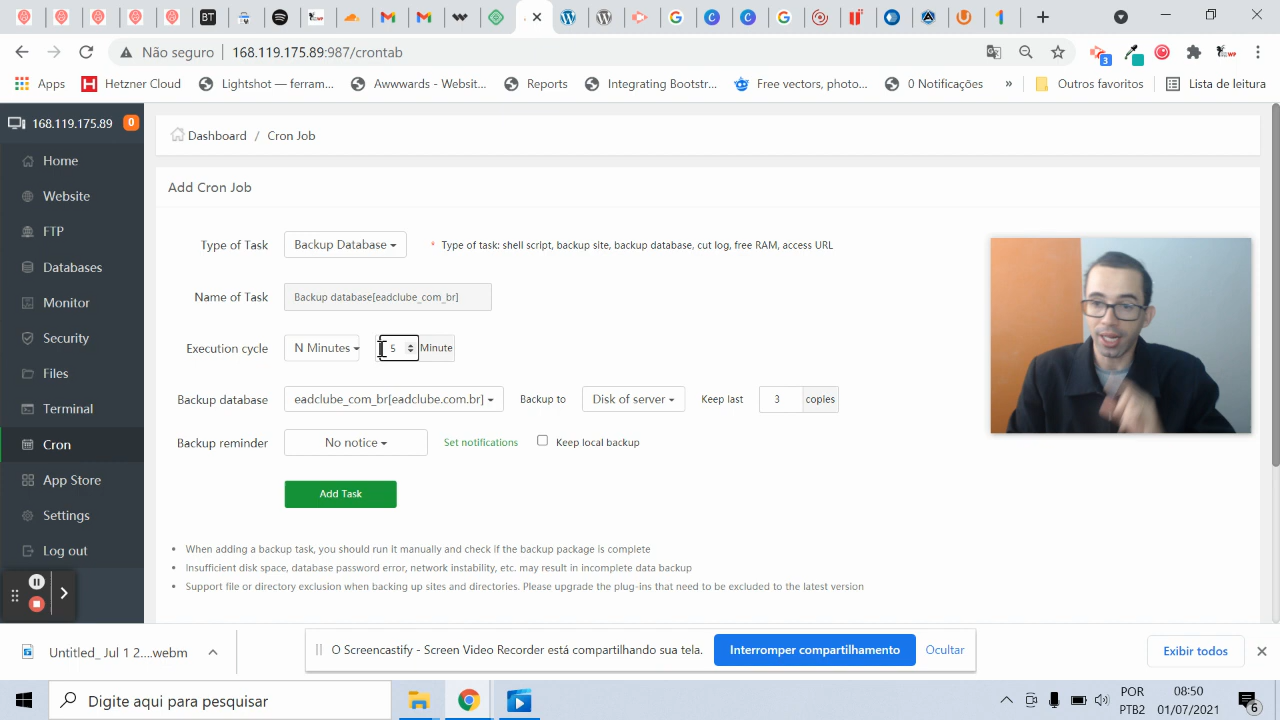 Não seguro 168.119.175.89:987/crontab
3
Apps Hetzner Cloud Lightshot — ferram... Awwwards - Websit... Reports Integrating Bootstr... Free vectors, photo... 0 Notificações » Outros favoritos Lista de leitura
168.119.175.89 0
Home
Website
FTP
Databases
Monitor
Security
Files
Terminal
Cron
App Store
Settings
Log out
Dashboard / Cron Job
Add Cron Job
Type of Task Backup Database * Type of task: shell script, backup site, backup database, cut log, free RAM, access URL
Name of Task Backup database[eadclube_com_br]
Execution cycle N Minutes 5 Minute
Backup database eadclube_com_br[eadclube.com.br] Backup to Disk of server Keep last 3 copies
Backup reminder No notice Set notifications Keep local backup
Add Task
When adding a backup task, you should run it manually and check if the backup package is complete
Insufficient disk space, database password error, network instability, etc. may result in incomplete data backup
Support file or directory exclusion when backing up sites and directories. Please upgrade the plug-ins that need to be excluded to the latest version
Untitled_ Jul 1 2....webm
O Screencastify - Screen Video Recorder está compartilhando sua tela. Interromper compartilhamento Ocultar
Exibir todos
Digite aqui para pesquisar
POR
PTB2
08:50
01/07/2021
6